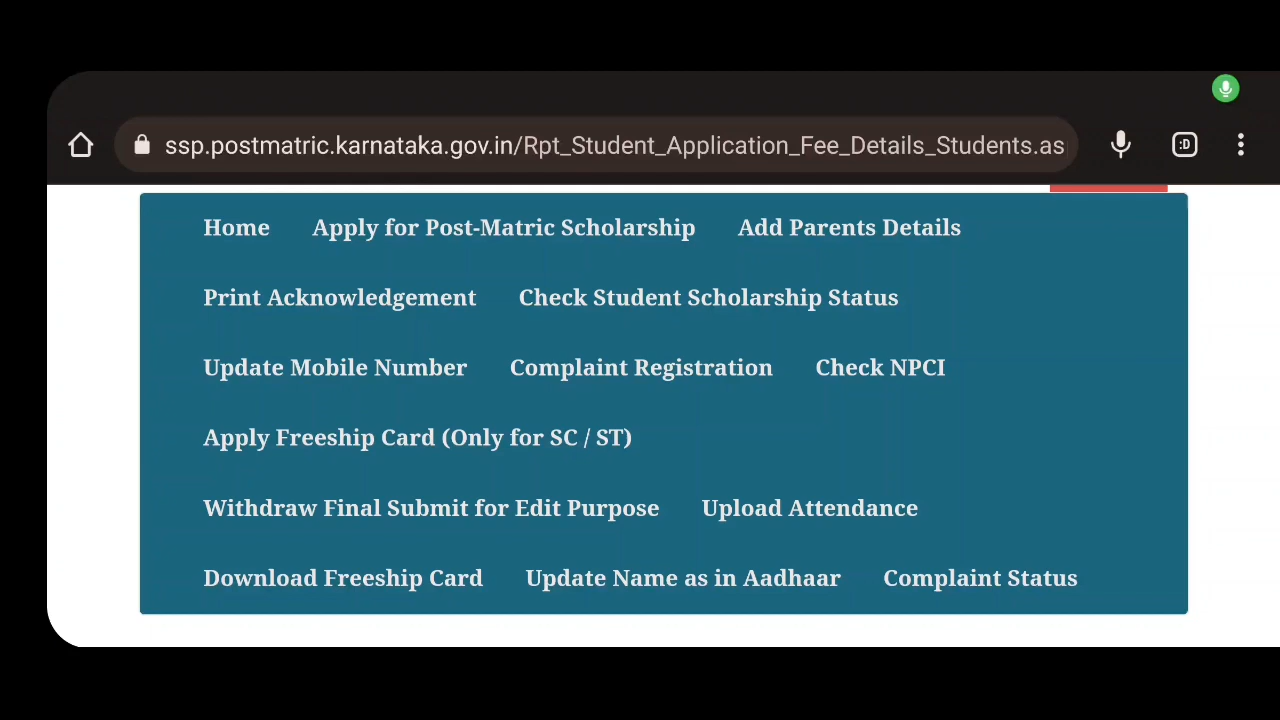 ssp.postmatric.karnataka.gov.in/Rpt_Student_Application_Fee_Details_Students.as
:D
Home Apply for Post-Matric Scholarship Add Parents Details
Print Acknowledgement Check Student Scholarship Status
Update Mobile Number Complaint Registration Check NPCI
Apply Freeship Card (Only for SC / ST)
Withdraw Final Submit for Edit Purpose Upload Attendance
Download Freeship Card Update Name as in Aadhaar Complaint Status